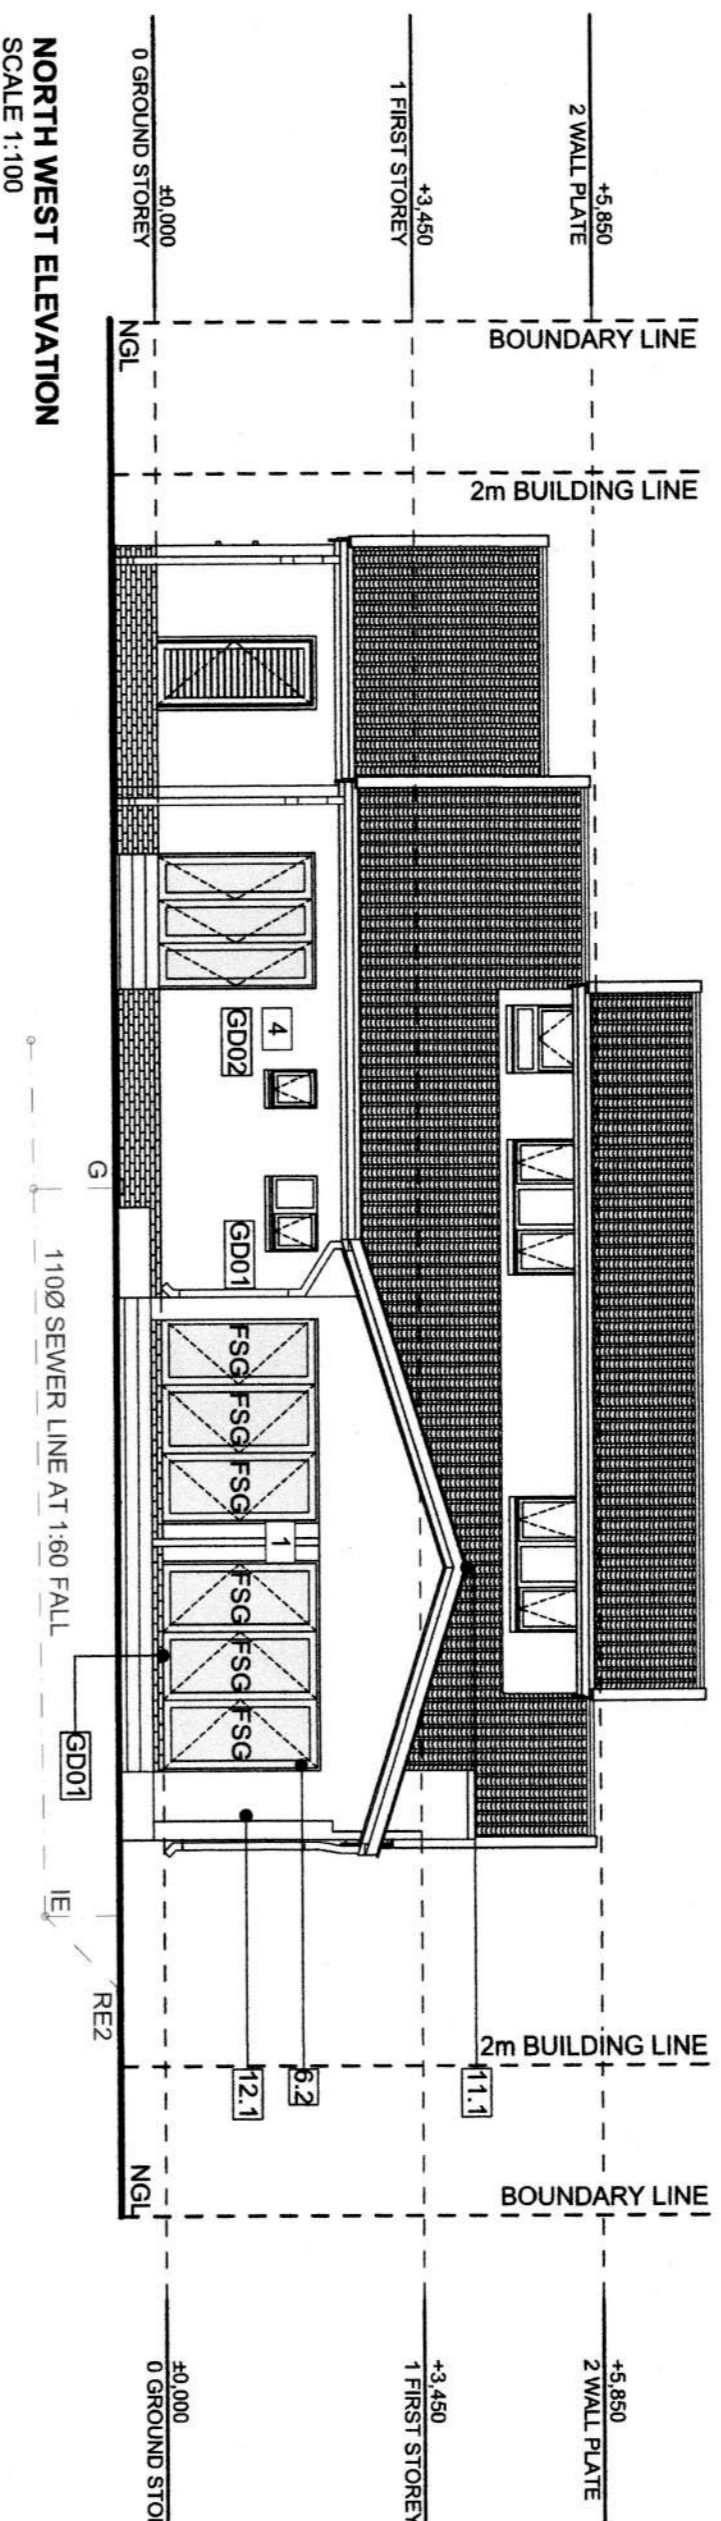 +5,850
2 WALL PLATE
+3,450
1 FIRST STOREY
±0,000
0 GROUND STOREY
BOUNDARY LINE
2m BUILDING LINE
NGL
4
GD02
GD01
FSG
FSG
FSG
1
FSG
FSG
FSG
GD01
G
110Ø SEWER LINE AT 1:60 FALL
IE
RE2
11.1
6.2
12.1
2m BUILDING LINE
BOUNDARY LINE
NGL
+5,850
2 WALL PLATE
+3,450
1 FIRST STOREY
±0,000
0 GROUND STO
NORTH WEST ELEVATION
SCALE 1:100